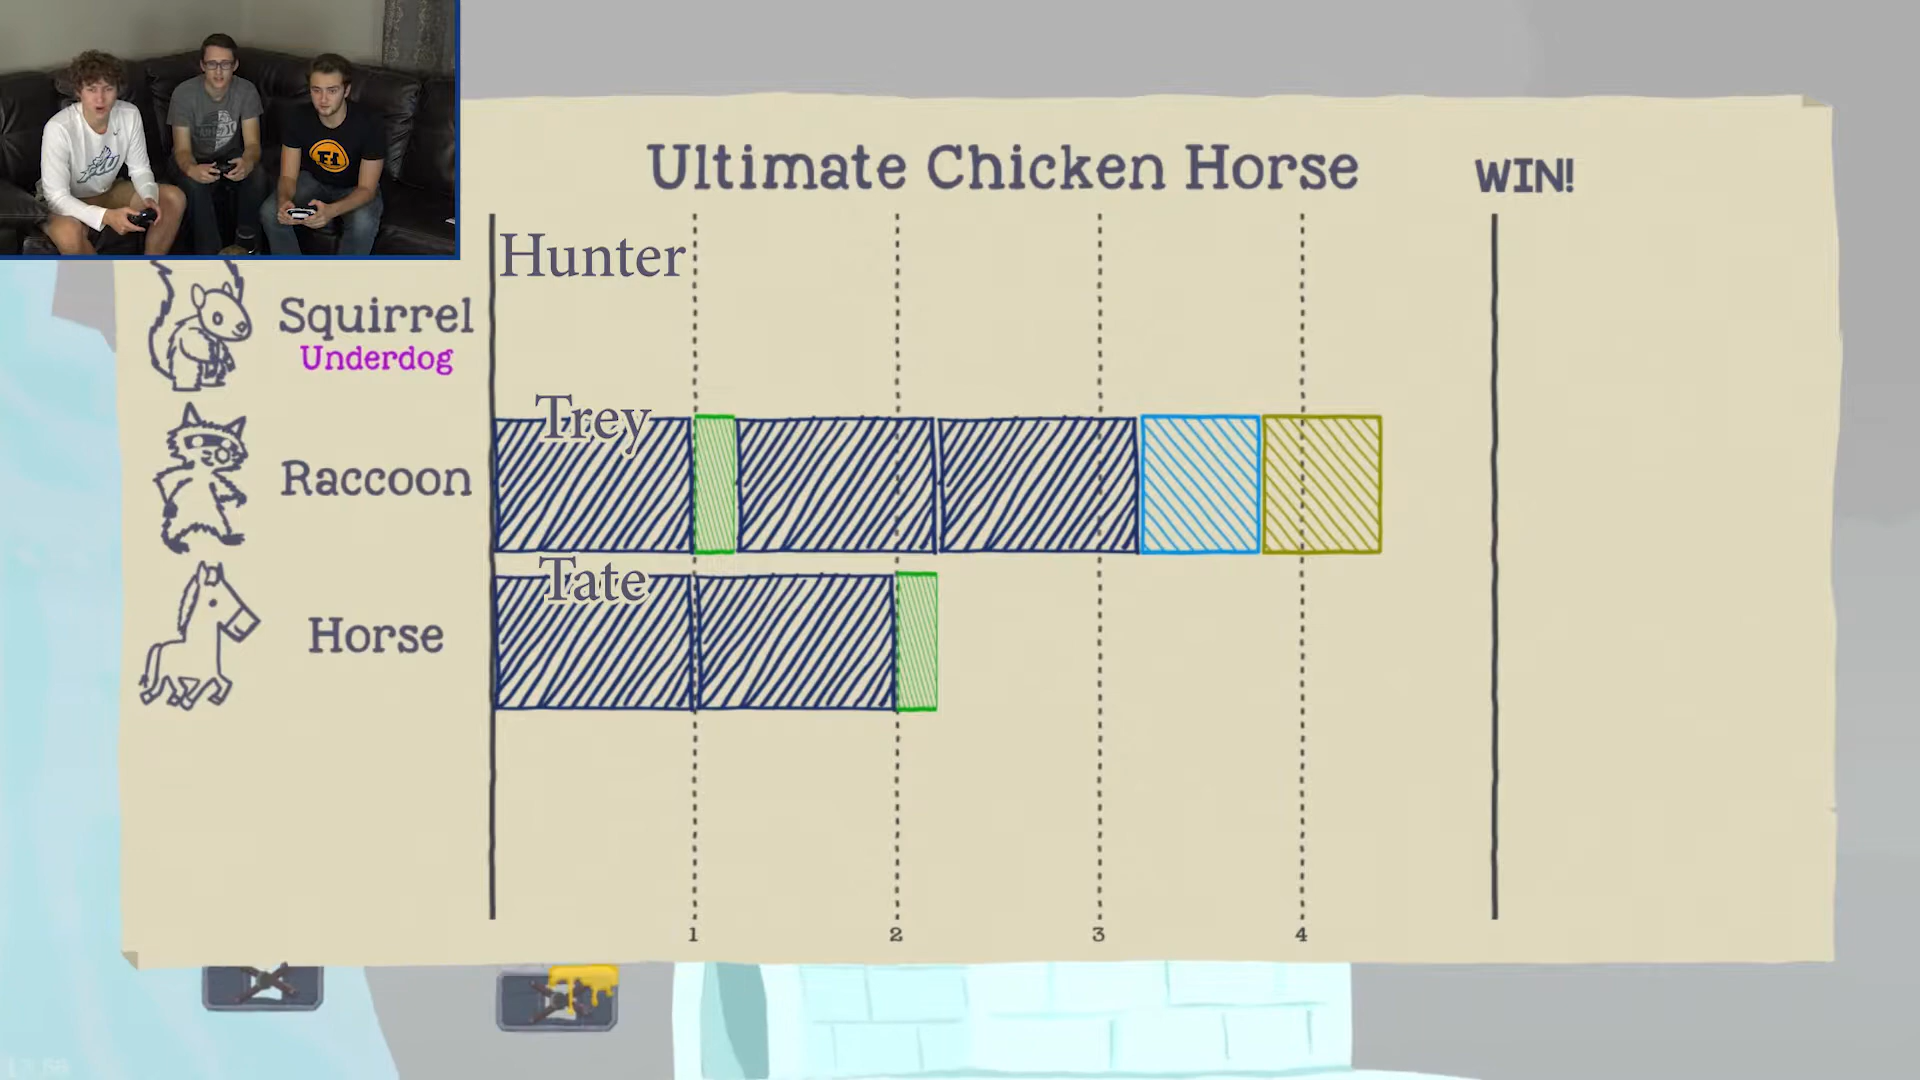 Ultimate Chicken Horse
WIN!
Hunter
Squirrel
Underdog
Trey
Raccoon
Tate
Horse
1 2 3 4